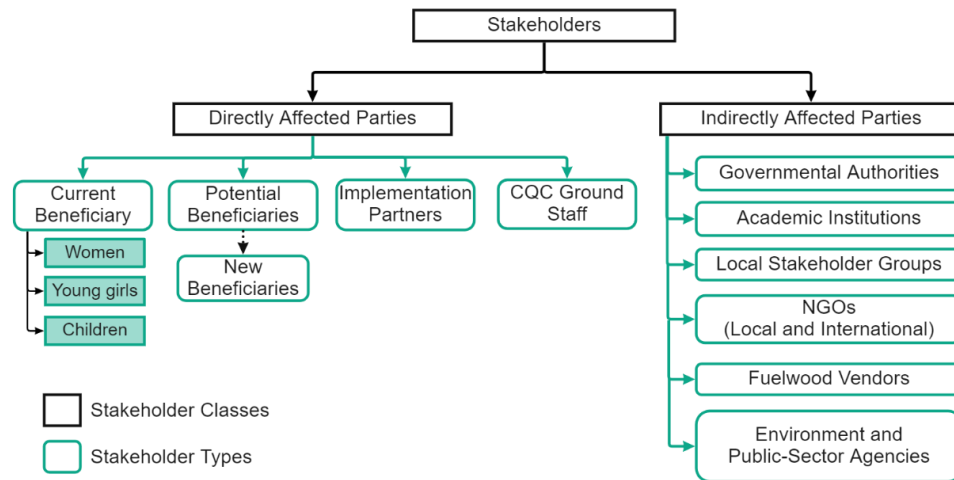 Stakeholders
Directly Affected Parties
Indirectly Affected Parties
Current
Beneficiary
Potential
Beneficiaries
Implementation
Partners
CQC Ground
Staff
Women
Young girls
Children
New
Beneficiaries
Governmental Authorities
Academic Institutions
Local Stakeholder Groups
NGOs
(Local and International)
Fuelwood Vendors
Environment and
Public-Sector Agencies
Stakeholder Classes
Stakeholder Types